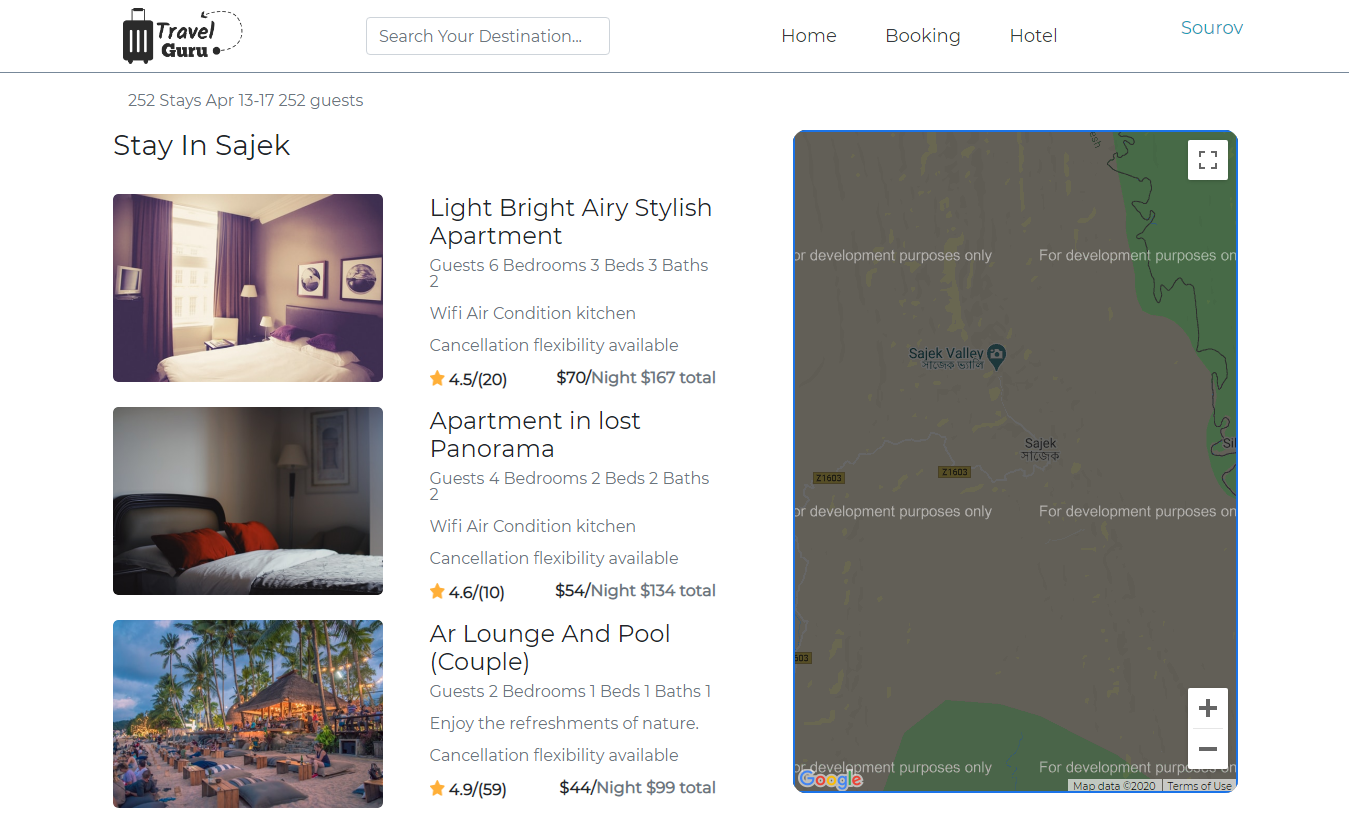 Travel
Guru
Search Your Destination...
Home
Booking
Hotel
Sourov
252 Stays Apr 13-17 252 guests
Stay In Sajek
Light Bright Airy Stylish
Apartment
Guests 6 Bedrooms 3 Beds 3 Baths
2
Wifi Air Condition kitchen
Cancellation flexibility available
4.5/(20)
$70/Night $167 total
Apartment in lost
Panorama
Guests 4 Bedrooms 2 Beds 2 Baths
2
Wifi Air Condition kitchen
Cancellation flexibility available
4.6/(10)
$54/Night $134 total
Ar Lounge And Pool
(Couple)
Guests 2 Bedrooms 1 Beds 1 Baths 1
Enjoy the refreshments of nature.
Cancellation flexibility available
4.9/(59)
$44/Night $99 total
or development purposes only
For development purposes on
Sajek Valley
সাজেক ভ্যালি
Sajek
সাজেক
Sil
Z1603
Z1603
or development purposes only
For development purposes on
603
or development purposes only
For development purposes on
Google
Map data ©2020
Terms of Use